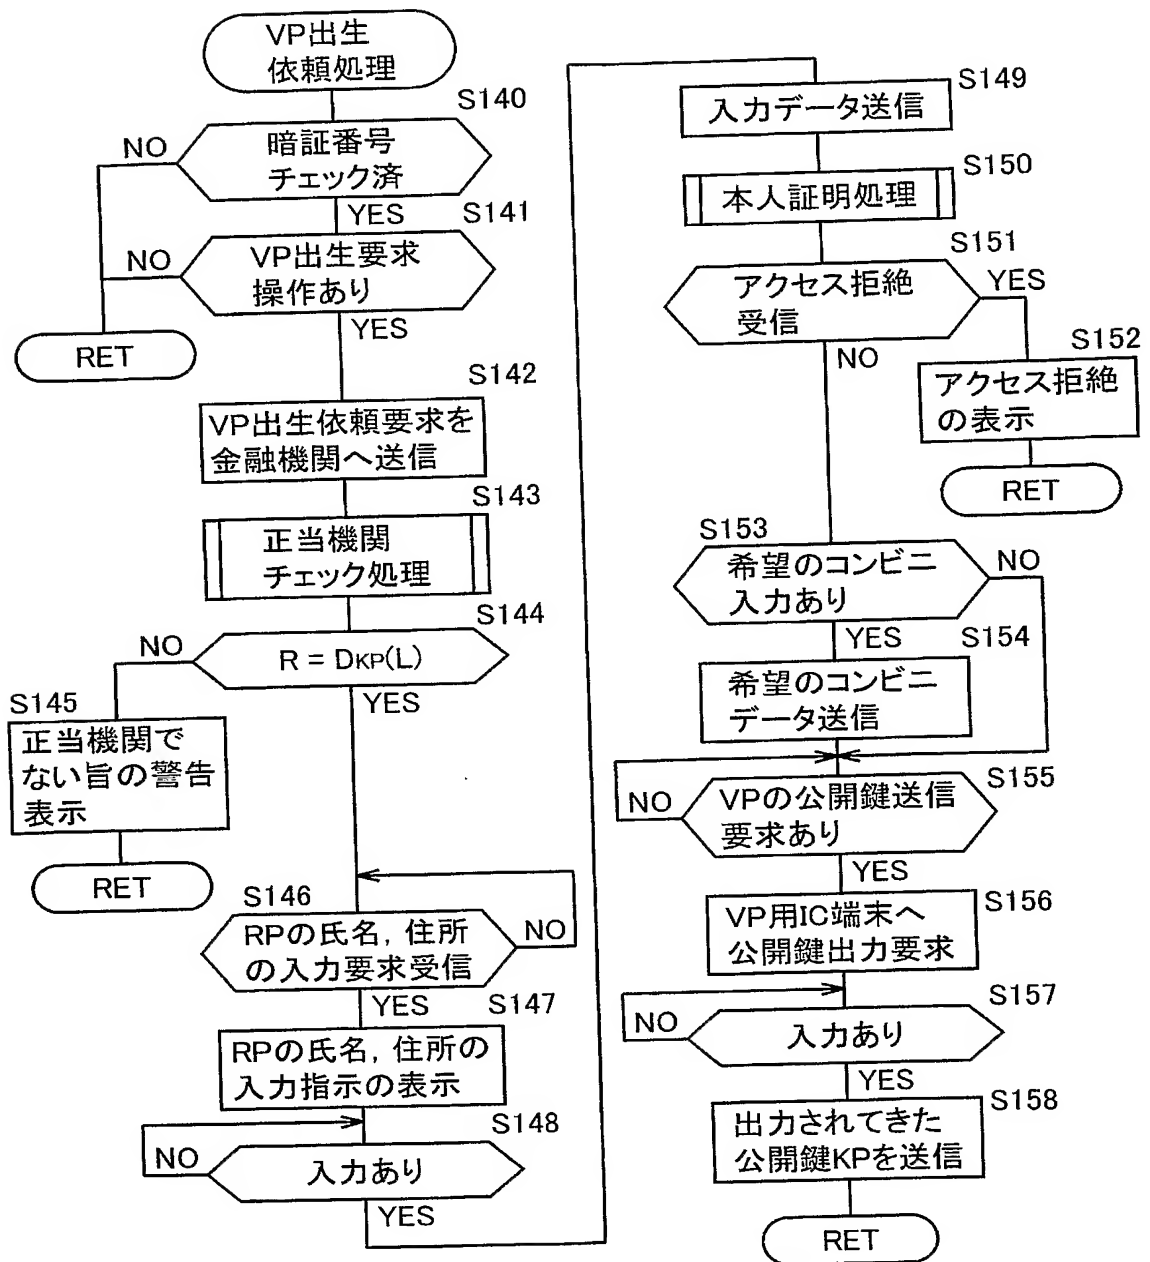 VP出生
依頼処理
S140
NO
暗証番号
チェック済
YES
S141
NO
VP出生要求
操作あり
YES
RET
S142
VP出生依頼要求を
金融機関へ送信
S143
正当機関
チェック処理
S144
NO
R = DKP(L)
YES
S145
正当機関で
ない旨の警告
表示
RET
S146
RPの氏名，住所
の入力要求受信
NO
YES
S147
RPの氏名，住所の
入力指示の表示
S148
NO
入力あり
YES
S149
入力データ送信
S150
本人証明処理
S151
アクセス拒絶
受信
YES
NO
S152
アクセス拒絶
の表示
RET
S153
希望のコンビニ
入力あり
NO
YES
S154
希望のコンビニ
データ送信
S155
NO
VPの公開鍵送信
要求あり
YES
S156
VP用IC端末へ
公開鍵出力要求
S157
NO
入力あり
YES
S158
出力されてきた
公開鍵KPを送信
RET